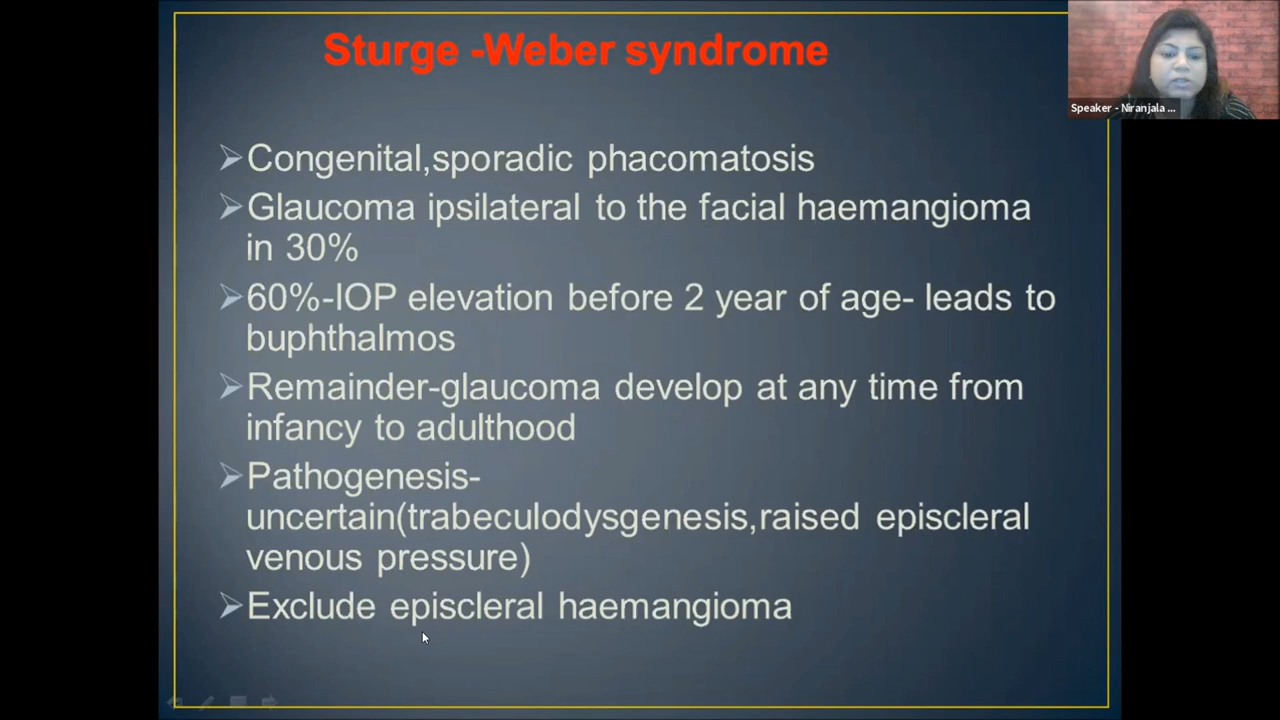 Sturge -Weber syndrome
Speaker - Niranjala ...
➢Congenital,sporadic phacomatosis
➢Glaucoma ipsilateral to the facial haemangioma
in 30%
➢60%-IOP elevation before 2 year of age- leads to
buphthalmos
➢Remainder-glaucoma develop at any time from
infancy to adulthood
➢Pathogenesis-
uncertain(trabeculodysgenesis,raised episcleral
venous pressure)
➢Exclude episcleral haemangioma